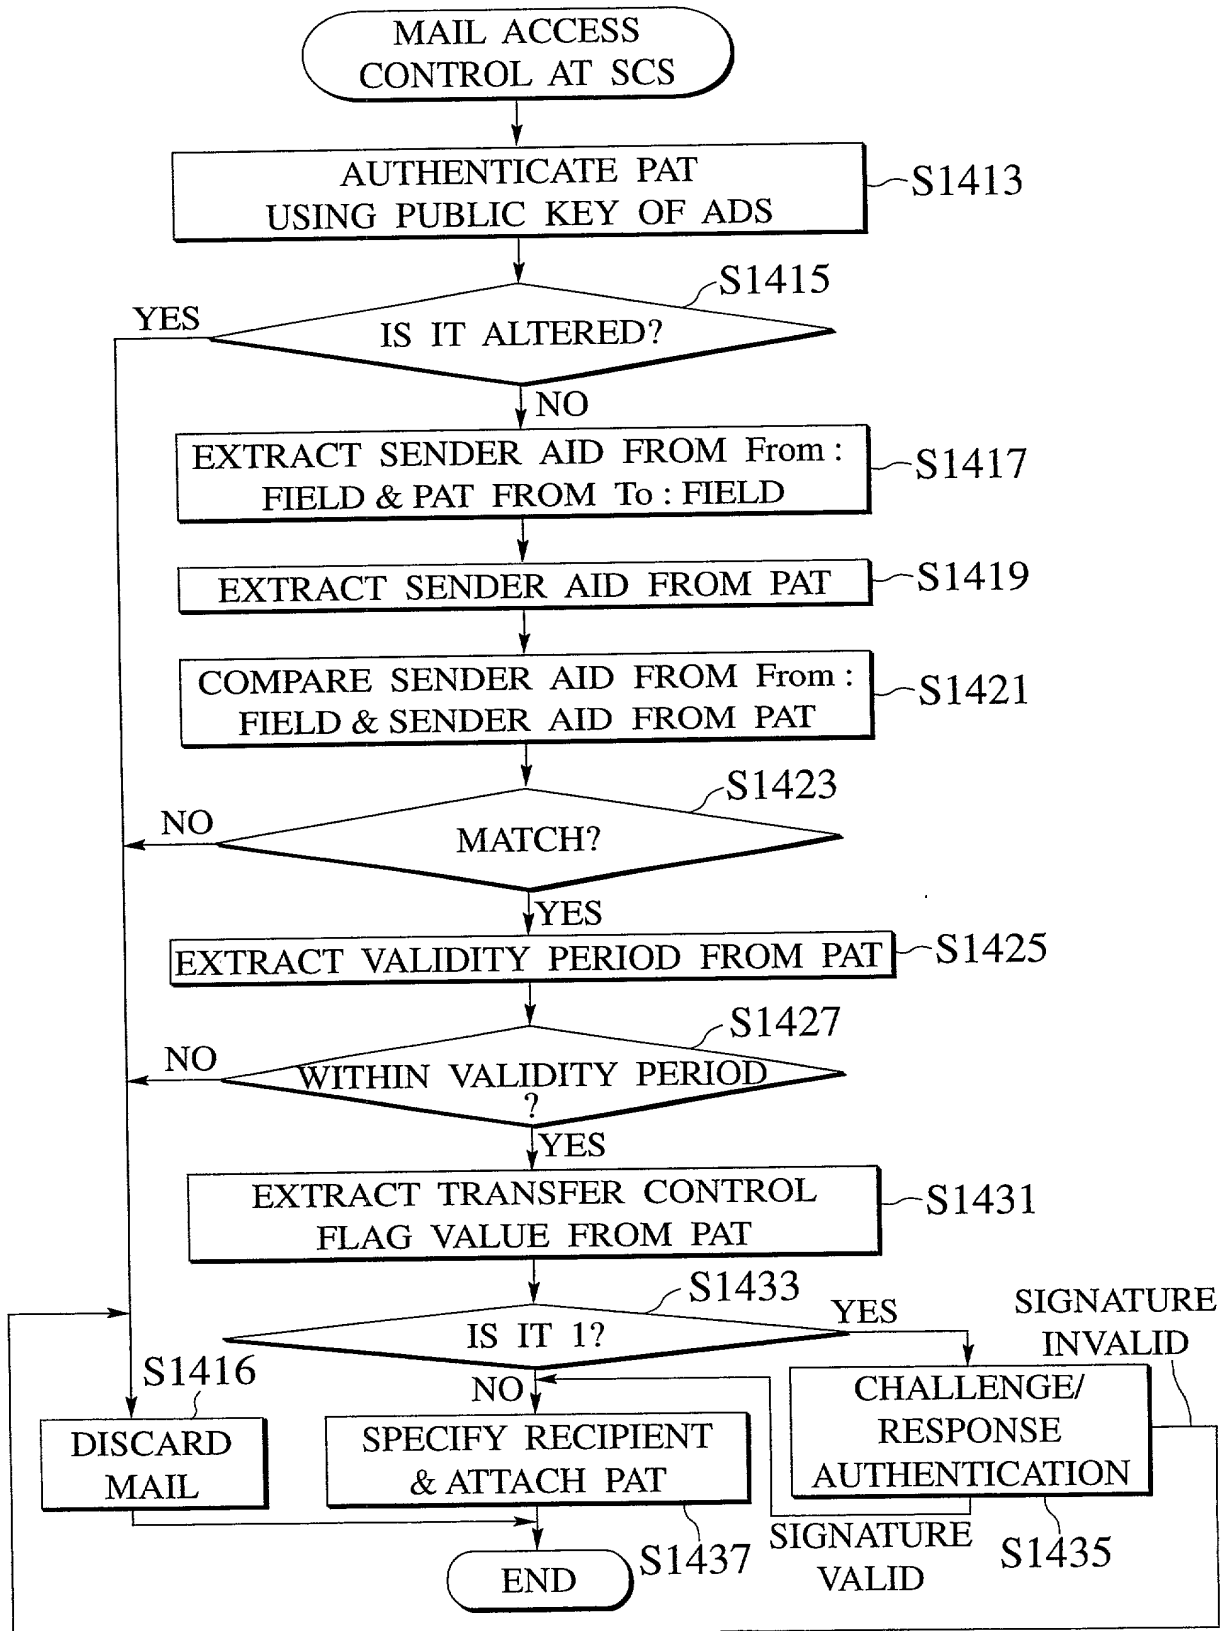 MAIL ACCESS
CONTROL AT SCS
AUTHENTICATE PAT
USING PUBLIC KEY OF ADS
S1413
S1415
YES
IS IT ALTERED?
NO
EXTRACT SENDER AID FROM From :
FIELD & PAT FROM To : FIELD
S1417
EXTRACT SENDER AID FROM PAT
S1419
COMPARE SENDER AID FROM From :
FIELD & SENDER AID FROM PAT
S1421
S1423
NO
MATCH?
YES
EXTRACT VALIDITY PERIOD FROM PAT
S1425
S1427
NO
WITHIN VALIDITY PERIOD
?
YES
EXTRACT TRANSFER CONTROL
FLAG VALUE FROM PAT
S1431
S1433
IS IT 1?
YES
SIGNATURE
INVALID
S1416
NO
DISCARD
MAIL
SPECIFY RECIPIENT
& ATTACH PAT
CHALLENGE/
RESPONSE
AUTHENTICATION
SIGNATURE
VALID
S1435
S1437
END